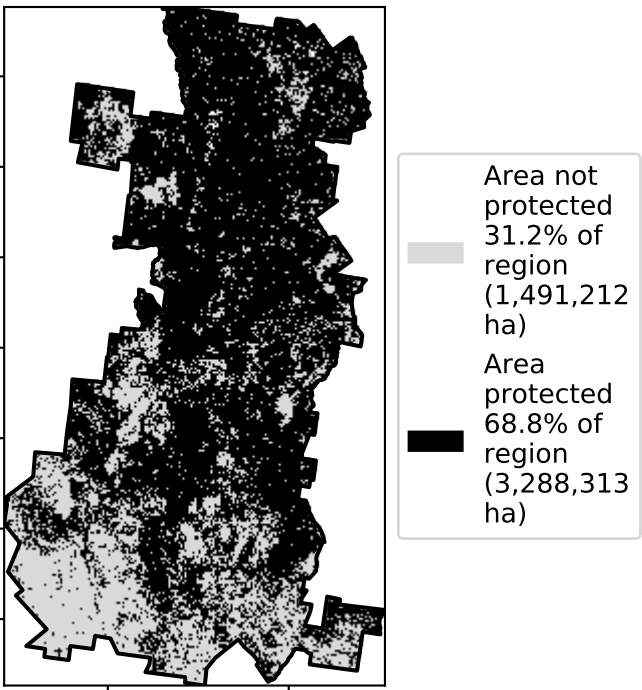 Area not
protected
31.2% of
region
(1,491,212
ha)
Area
protected
68.8% of
region
(3,288,313
ha)